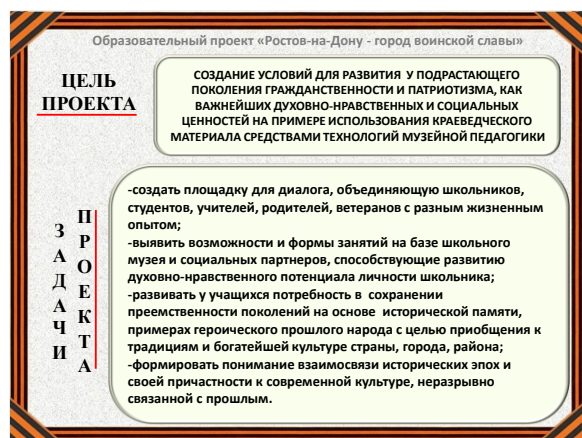 Образовательный проект «Ростов-на-Дону - город воинской славы»
ЦЕЛЬ
ПРОЕКТА
СОЗДАНИЕ УСЛОВИЙ ДЛЯ РАЗВИТИЯ У ПОДРАСТАЮЩЕГО
ПОКОЛЕНИЯ ГРАЖДАНСТВЕННОСТИ И ПАТРИОТИЗМА, КАК
ВАЖНЕЙШИХ ДУХОВНО-НРАВСТВЕННЫХ И СОЦИАЛЬНЫХ
ЦЕННОСТЕЙ НА ПРИМЕРЕ ИСПОЛЬЗОВАНИЯ КРАЕВЕДЧЕСКОГО
МАТЕРИАЛА СРЕДСТВАМИ ТЕХНОЛОГИЙ МУЗЕЙНОЙ ПЕДАГОГИКИ
ЗАДАЧИ
ПРОЕКТА
-создать площадку для диалога, объединяющую школьников,
студентов, учителей, родителей, ветеранов с разным жизненным
опытом;
-выявить возможности и формы занятий на базе школьного
музея и социальных партнеров, способствующие развитию
духовно-нравственного потенциала личности школьника;
-развивать у учащихся потребность в сохранении
преемственности поколений на основе исторической памяти,
примерах героического прошлого народа с целью приобщения к
традициям и богатейшей культуре страны, города, района;
-формировать понимание взаимосвязи исторических эпох и
своей причастности к современной культуре, неразрывно
связанной с прошлым.